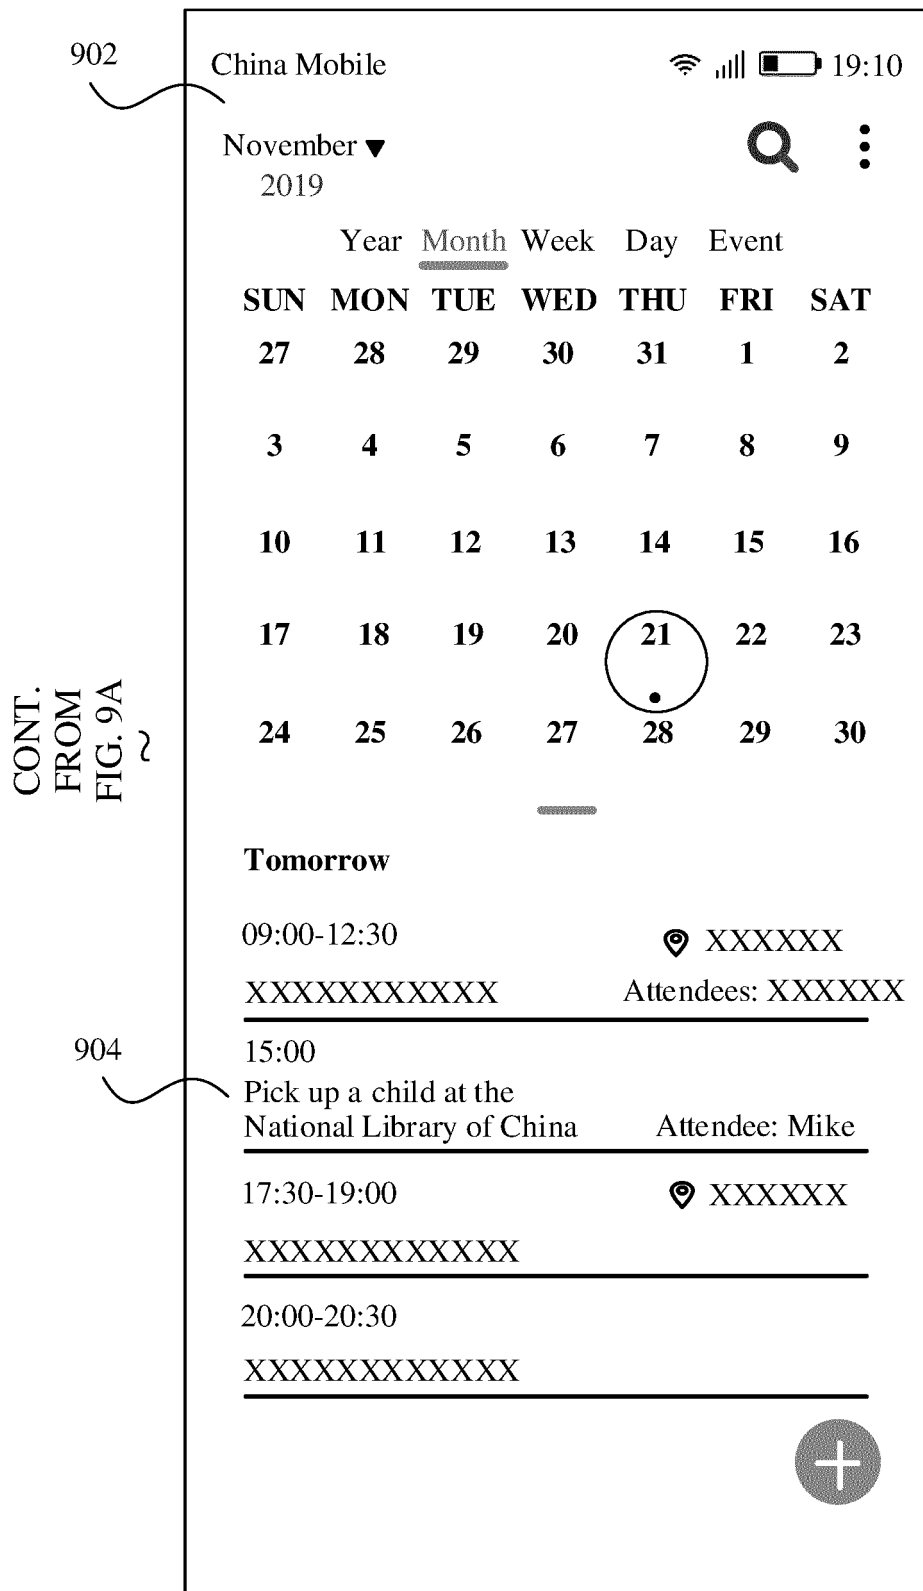 902
China Mobile 19:10
November
2019
Year Month Week Day Event
SUN MON TUE WED THU FRI SAT
27 28 29 30 31 1 2
3 4 5 6 7 8 9
10 11 12 13 14 15 16
17 18 19 20 21 22 23
24 25 26 27 28 29 30
CONT.
FROM
FIG. 9A
~
Tomorrow
09:00-12:30 XXXXXX
XXXXXXXXXXX Attendees: XXXXXX
904
15:00
Pick up a child at the
National Library of China Attendee: Mike
17:30-19:00 XXXXXX
XXXXXXXXXXXX
20:00-20:30
XXXXXXXXXXXX